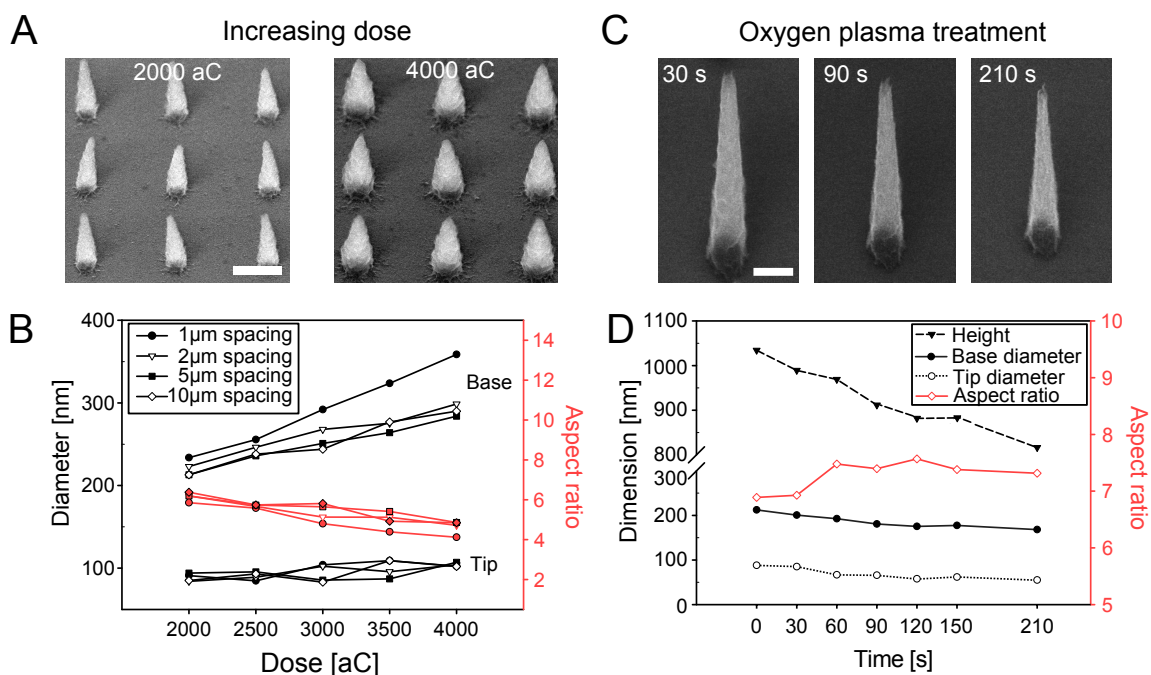 A
Increasing dose
2000 aC
4000 aC
B
400
300
200
100
Diameter [nm]
1µm spacing
2µm spacing
5µm spacing
10µm spacing
Base
Tip
14
12
10
8
6
4
2
Aspect ratio
2000 2500 3000 3500 4000
Dose [aC]
C
Oxygen plasma treatment
30 s
90 s
210 s
D
1100
1000
900
800
300
200
100
0
Dimension [nm]
Height
Base diameter
Tip diameter
Aspect ratio
10
9
8
7
6
5
Aspect ratio
0 30 60 90 120 150 210
Time [s]